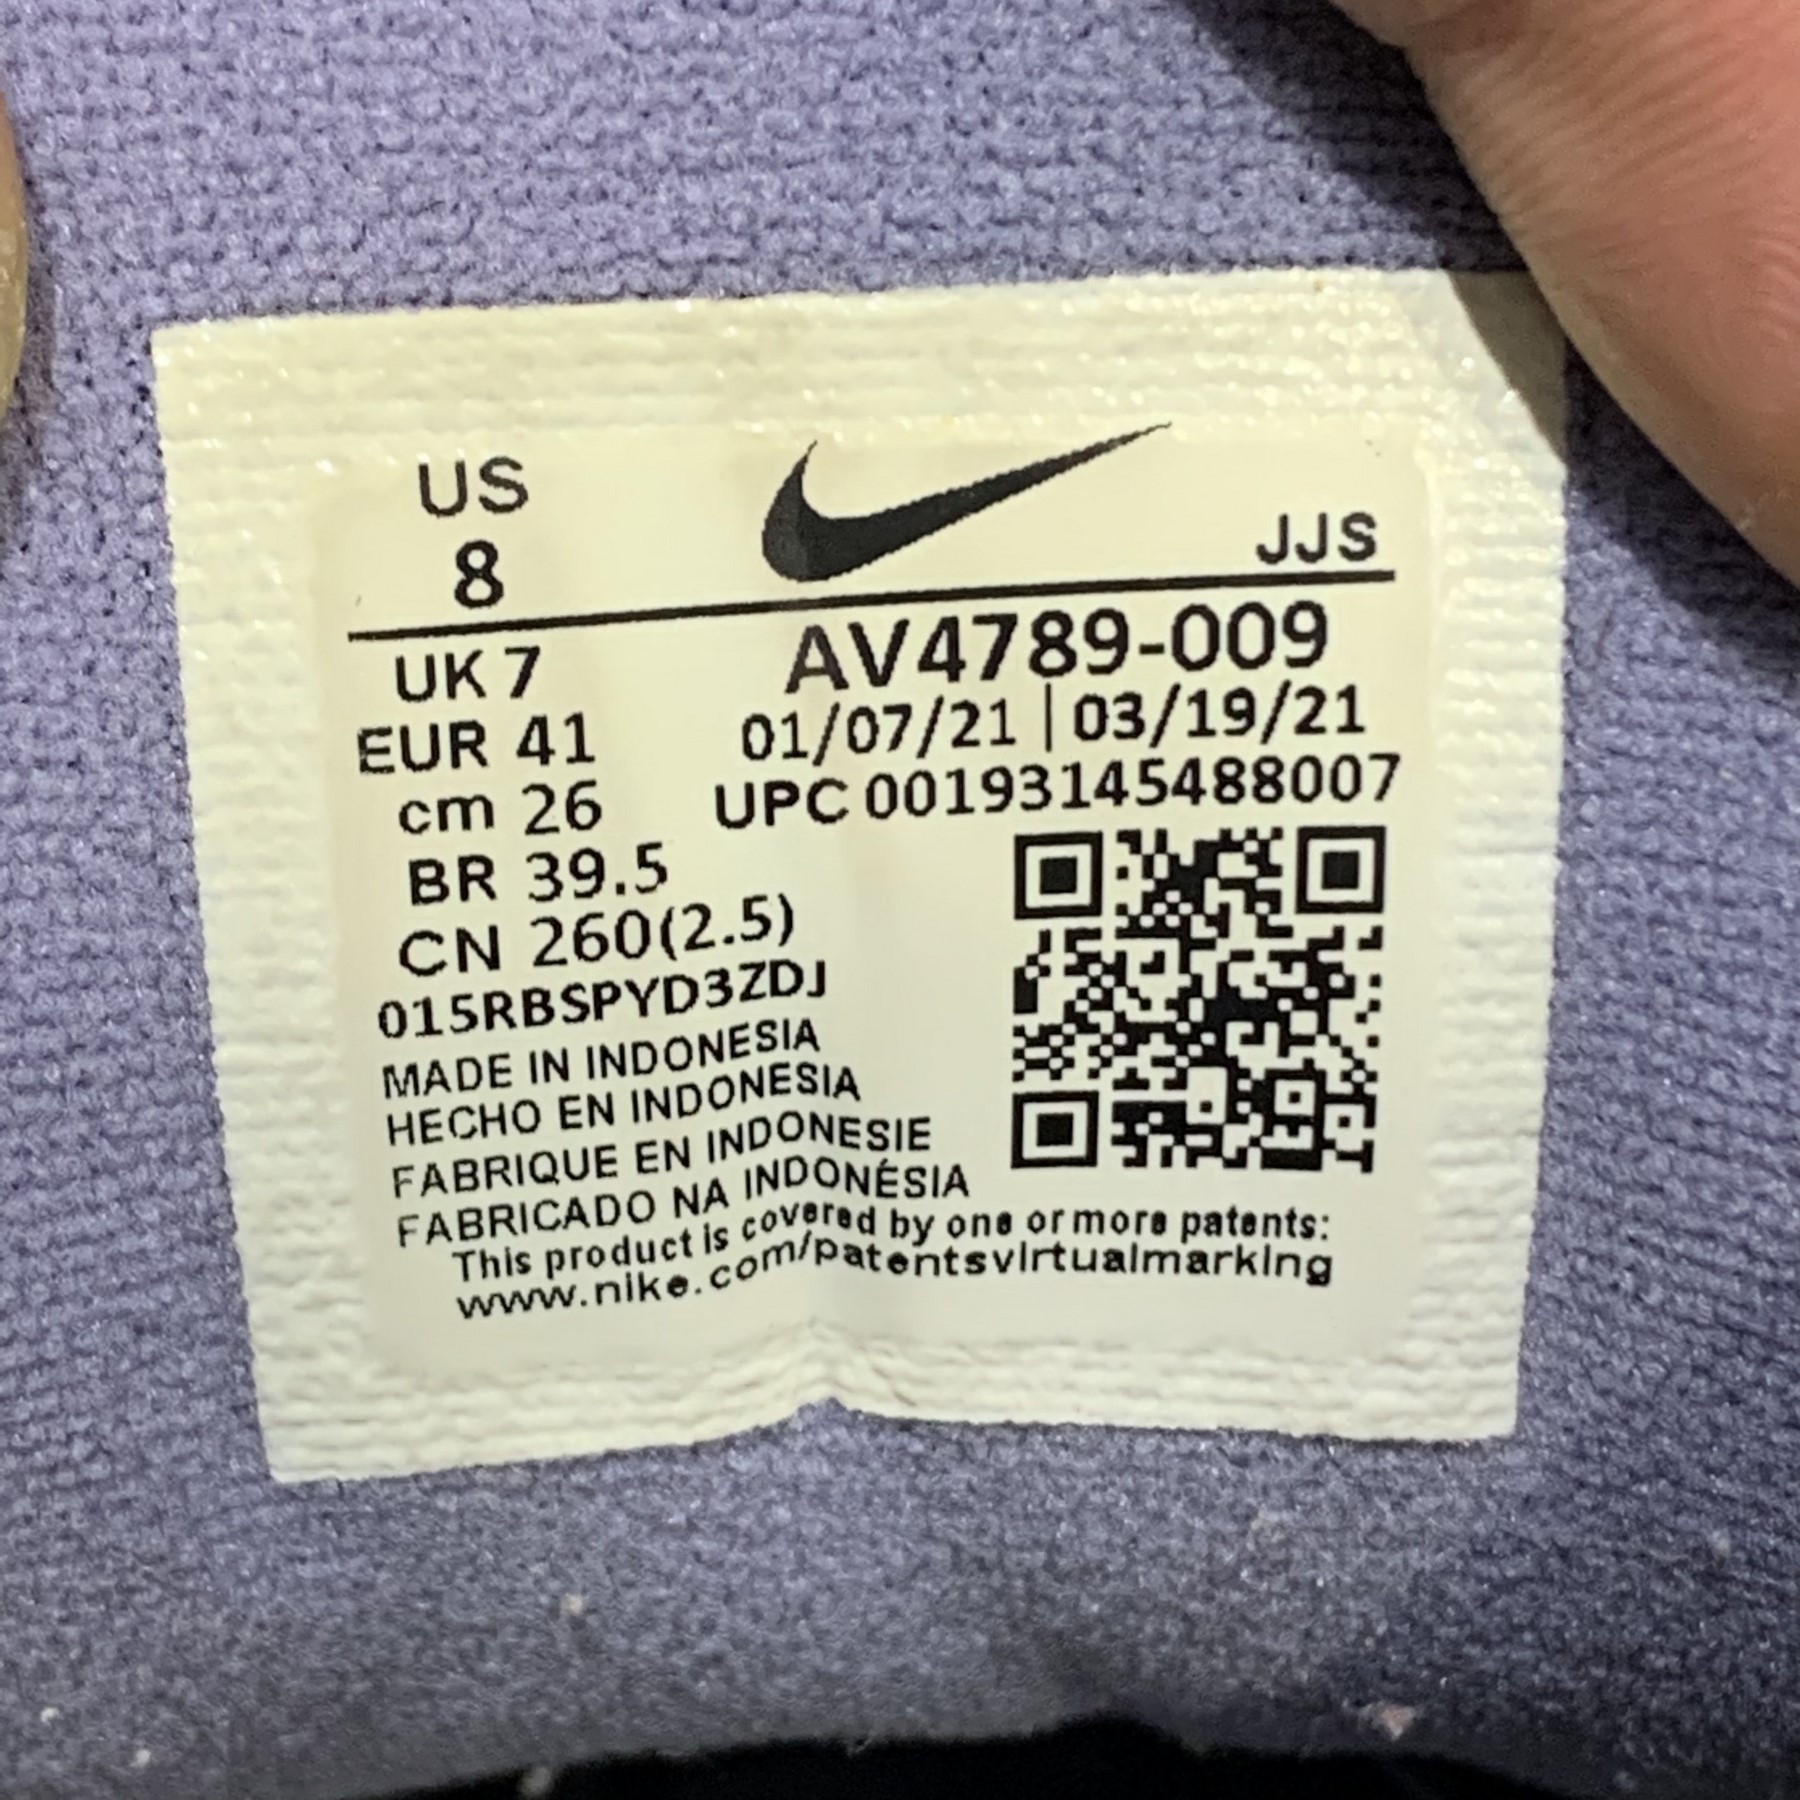 US
8
JJS
UK 7
AV4789-009
EUR 41
01/07/21 | 03/19/21
cm 26
UPC 00193145488007
BR 39.5
CN 260(2.5)
015RBSPYD3ZDJ
MADE IN INDONESIA
HECHO EN INDONESIA
FABRIQUE EN INDONESIE
FABRICADO NA INDONÉSIA
This product is covered by one or more patents:
www.nike.com/patentsvirtualmarking